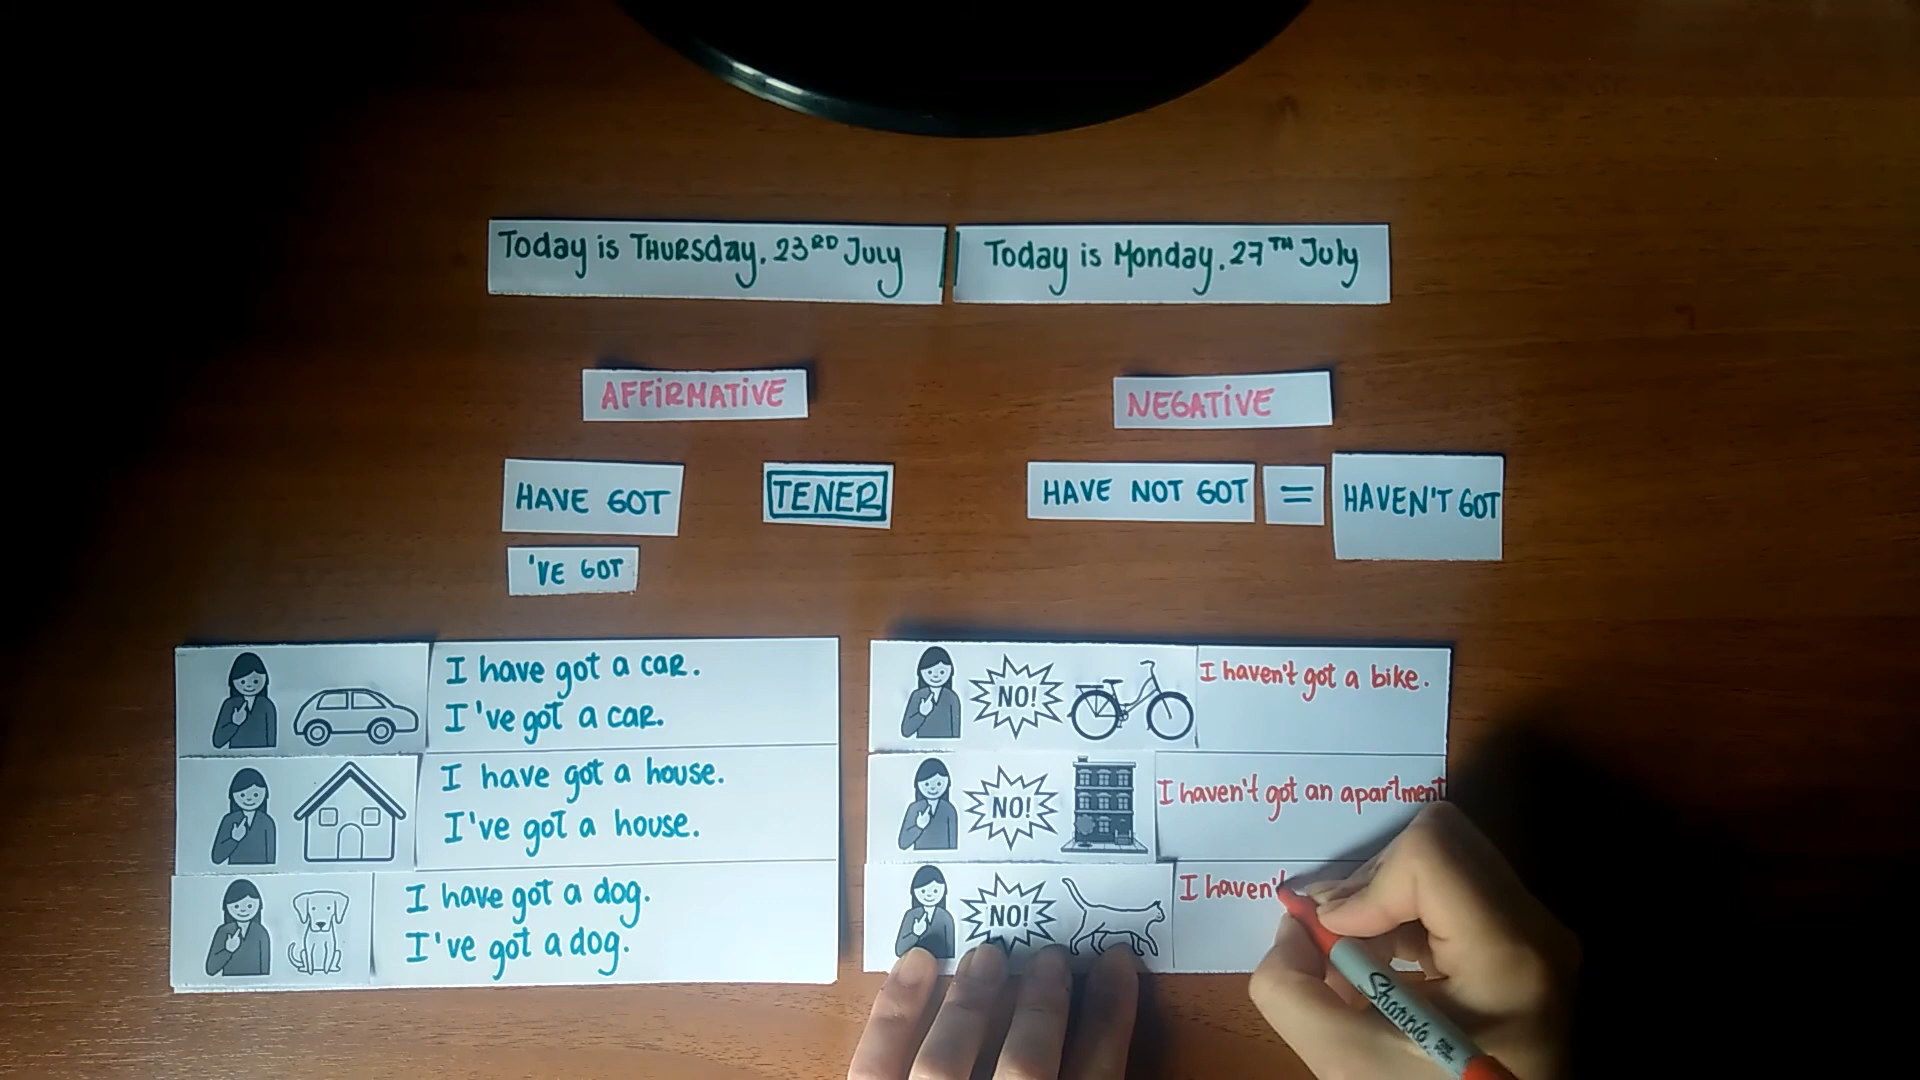 Today is THURSday. 23RD July
Today is Monday. 27TH July
AFFiRMATiVE
NEGATiVE
HAVE GOT
TENER
HAVE NOT GOT
=
HAVEN'T GOT
'VE GOT
I have got a caR.
I 've got a caR.
I have got a house.
I've got a house.
I have got a dog.
I've got a dog.
NO!
I haven't got a bike.
NO!
I haven't got an apartment
NO!
I haven't
Sharpie